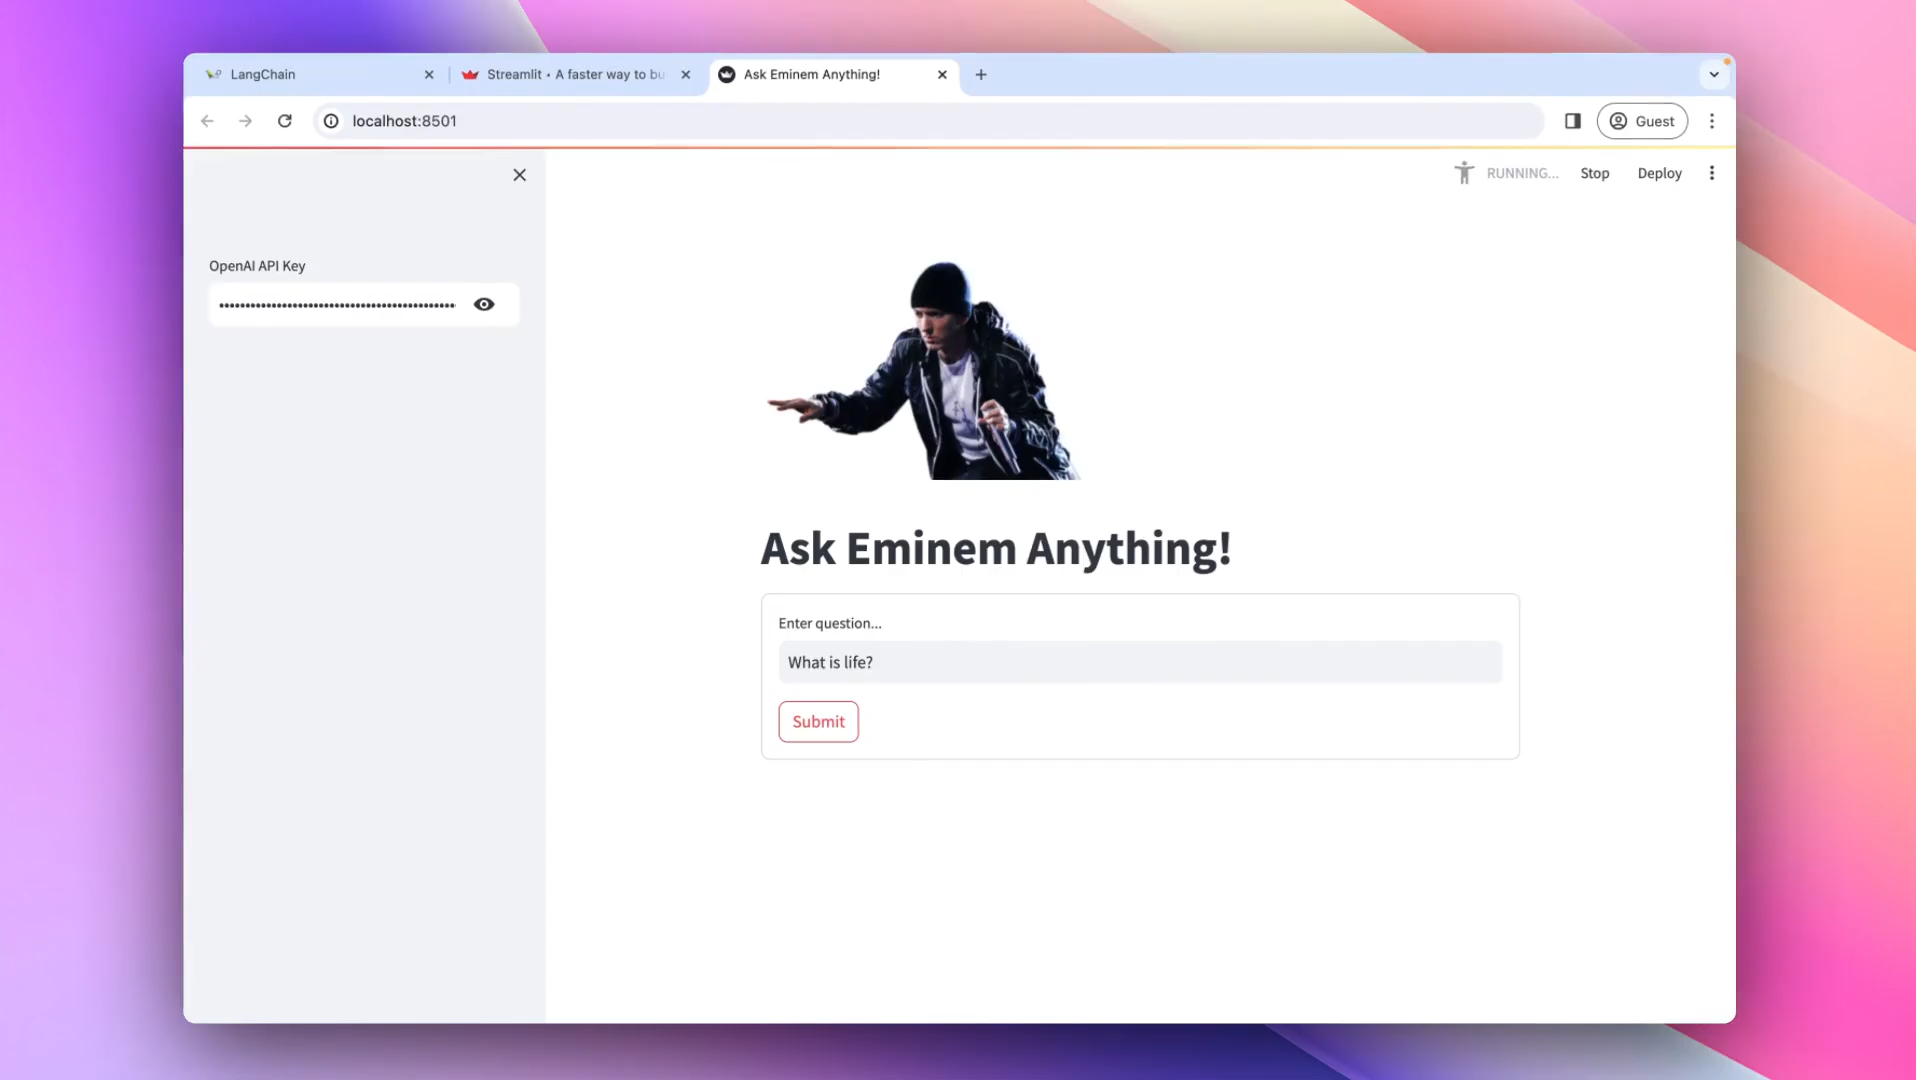 LangChain
Streamlit • A faster way to bu
Ask Eminem Anything!
localhost:8501
Guest
RUNNING...
Stop
Deploy
OpenAI API Key
Ask Eminem Anything!
Enter question...
What is life?
Submit